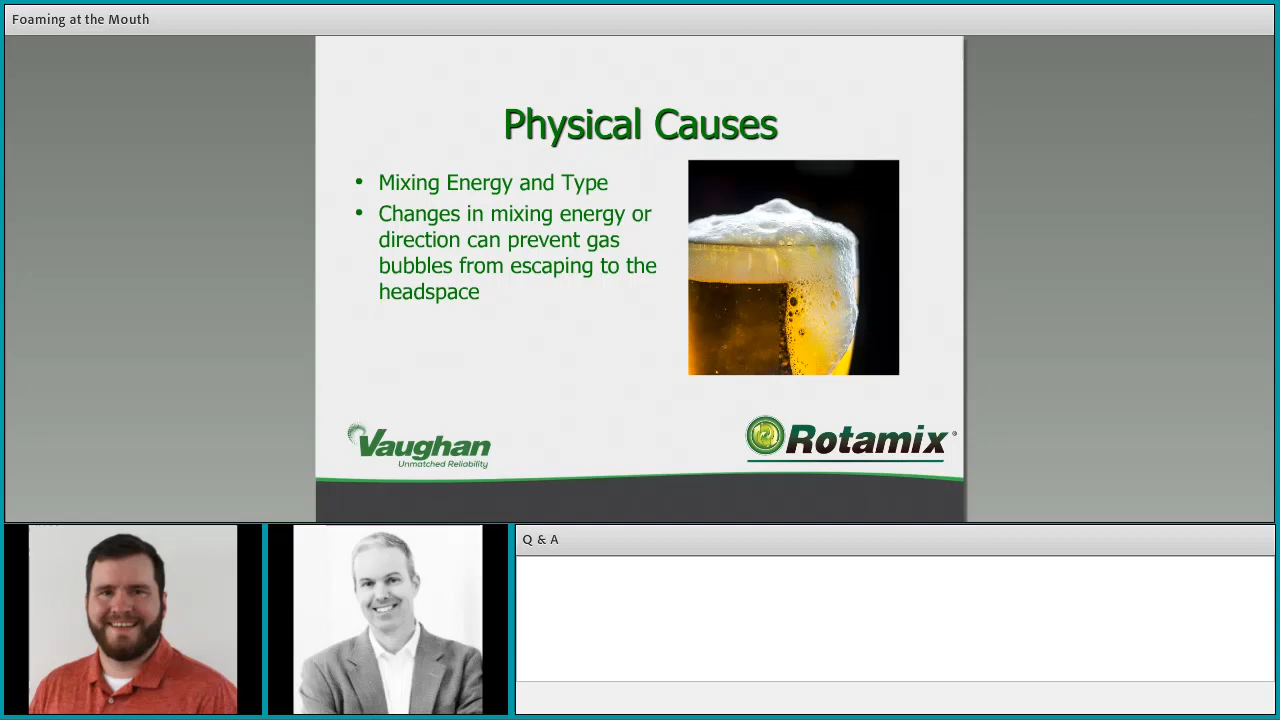 Foaming at the Mouth
Physical Causes
• Mixing Energy and Type
• Changes in mixing energy or
direction can prevent gas
bubbles from escaping to the
headspace
Vaughan
Unmatched Reliability
Rotamix®
Q & A